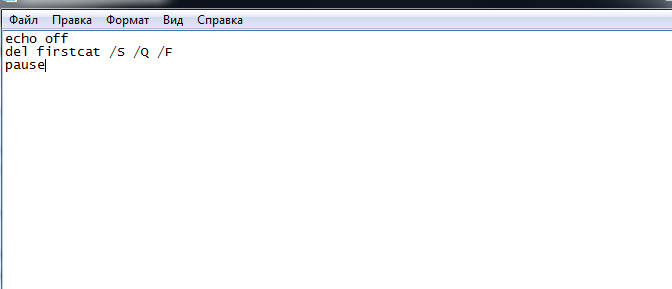 Файл Правка Формат Вид Справка
echo off
del firstcat /S /Q /F
pause